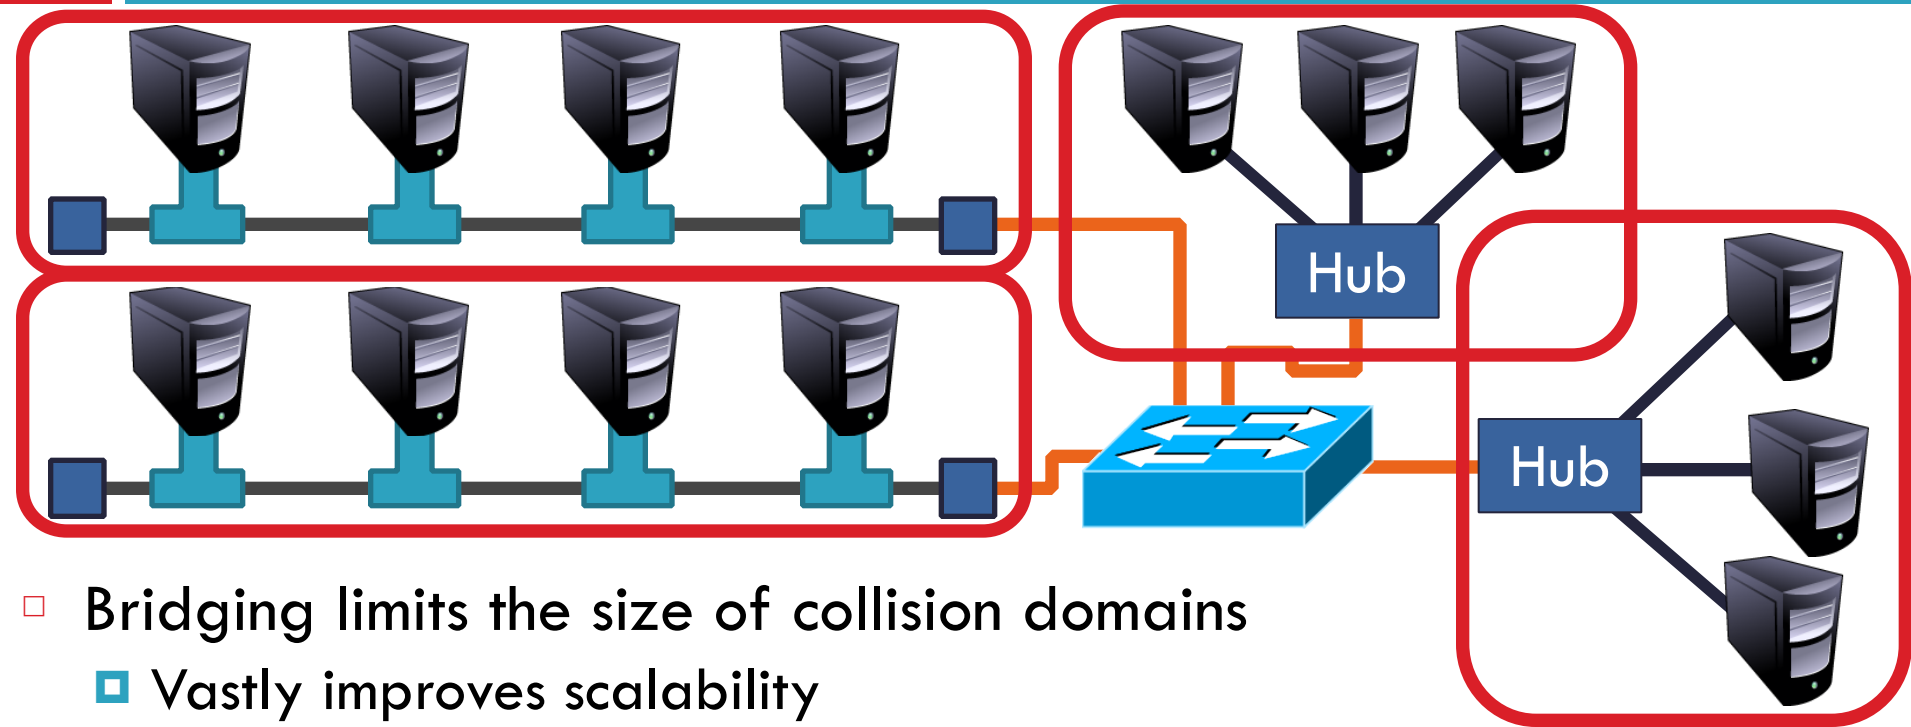 Hub
Hub
Bridging limits the size of collision domains
Vastly improves scalability